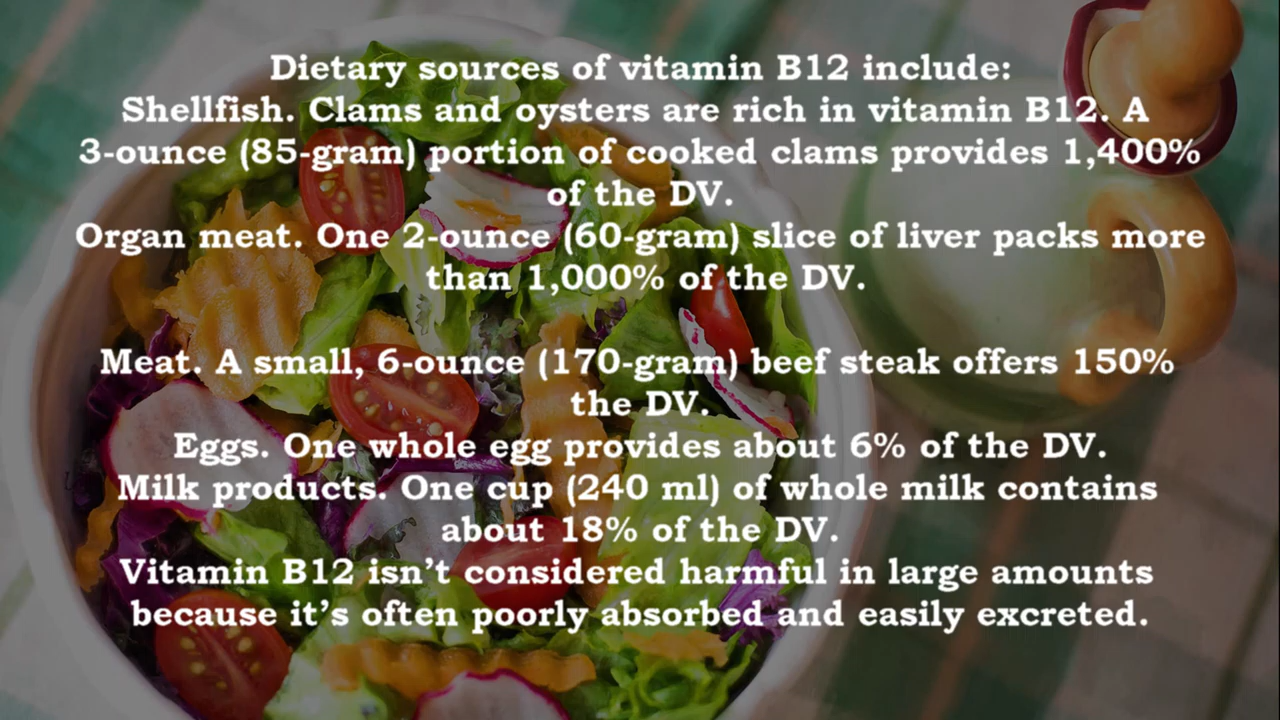 Dietary sources of vitamin B12 include:
Shellfish. Clams and oysters are rich in vitamin B12. A
3-ounce (85-gram) portion of cooked clams provides 1,400%
of the DV.
Organ meat. One 2-ounce (60-gram) slice of liver packs more
than 1,000% of the DV.
Meat. A small, 6-ounce (170-gram) beef steak offers 150%
the DV.
Eggs. One whole egg provides about 6% of the DV.
Milk products. One cup (240 ml) of whole milk contains
about 18% of the DV.
Vitamin B12 isn’t considered harmful in large amounts
because it’s often poorly absorbed and easily excreted.